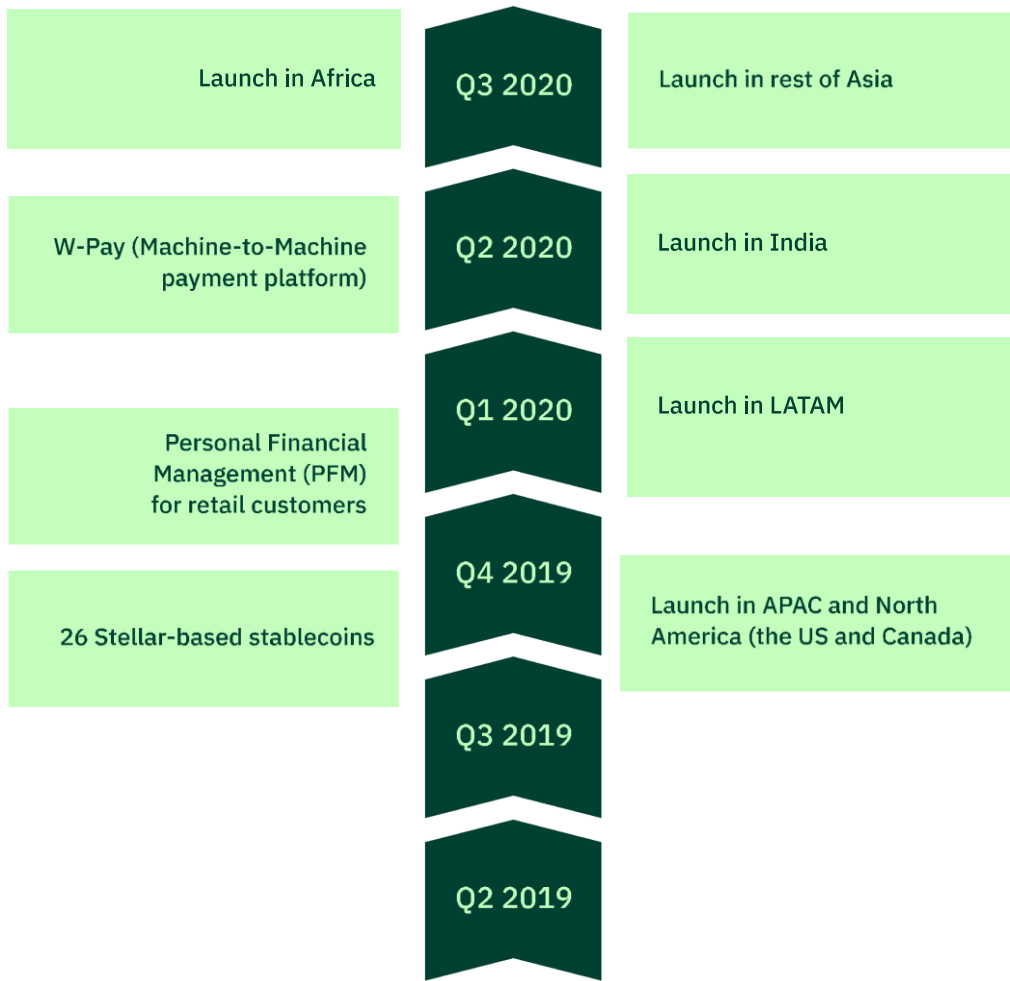 Launch in Africa
Q3 2020
Launch in rest of Asia
W-Pay (Machine-to-Machine
payment platform)
Q2 2020
Launch in India
Q1 2020
Launch in LATAM
Personal Financial
Management (PFM)
for retail customers
Q4 2019
26 Stellar-based stablecoins
Launch in APAC and North
America (the US and Canada)
Q3 2019
Q2 2019